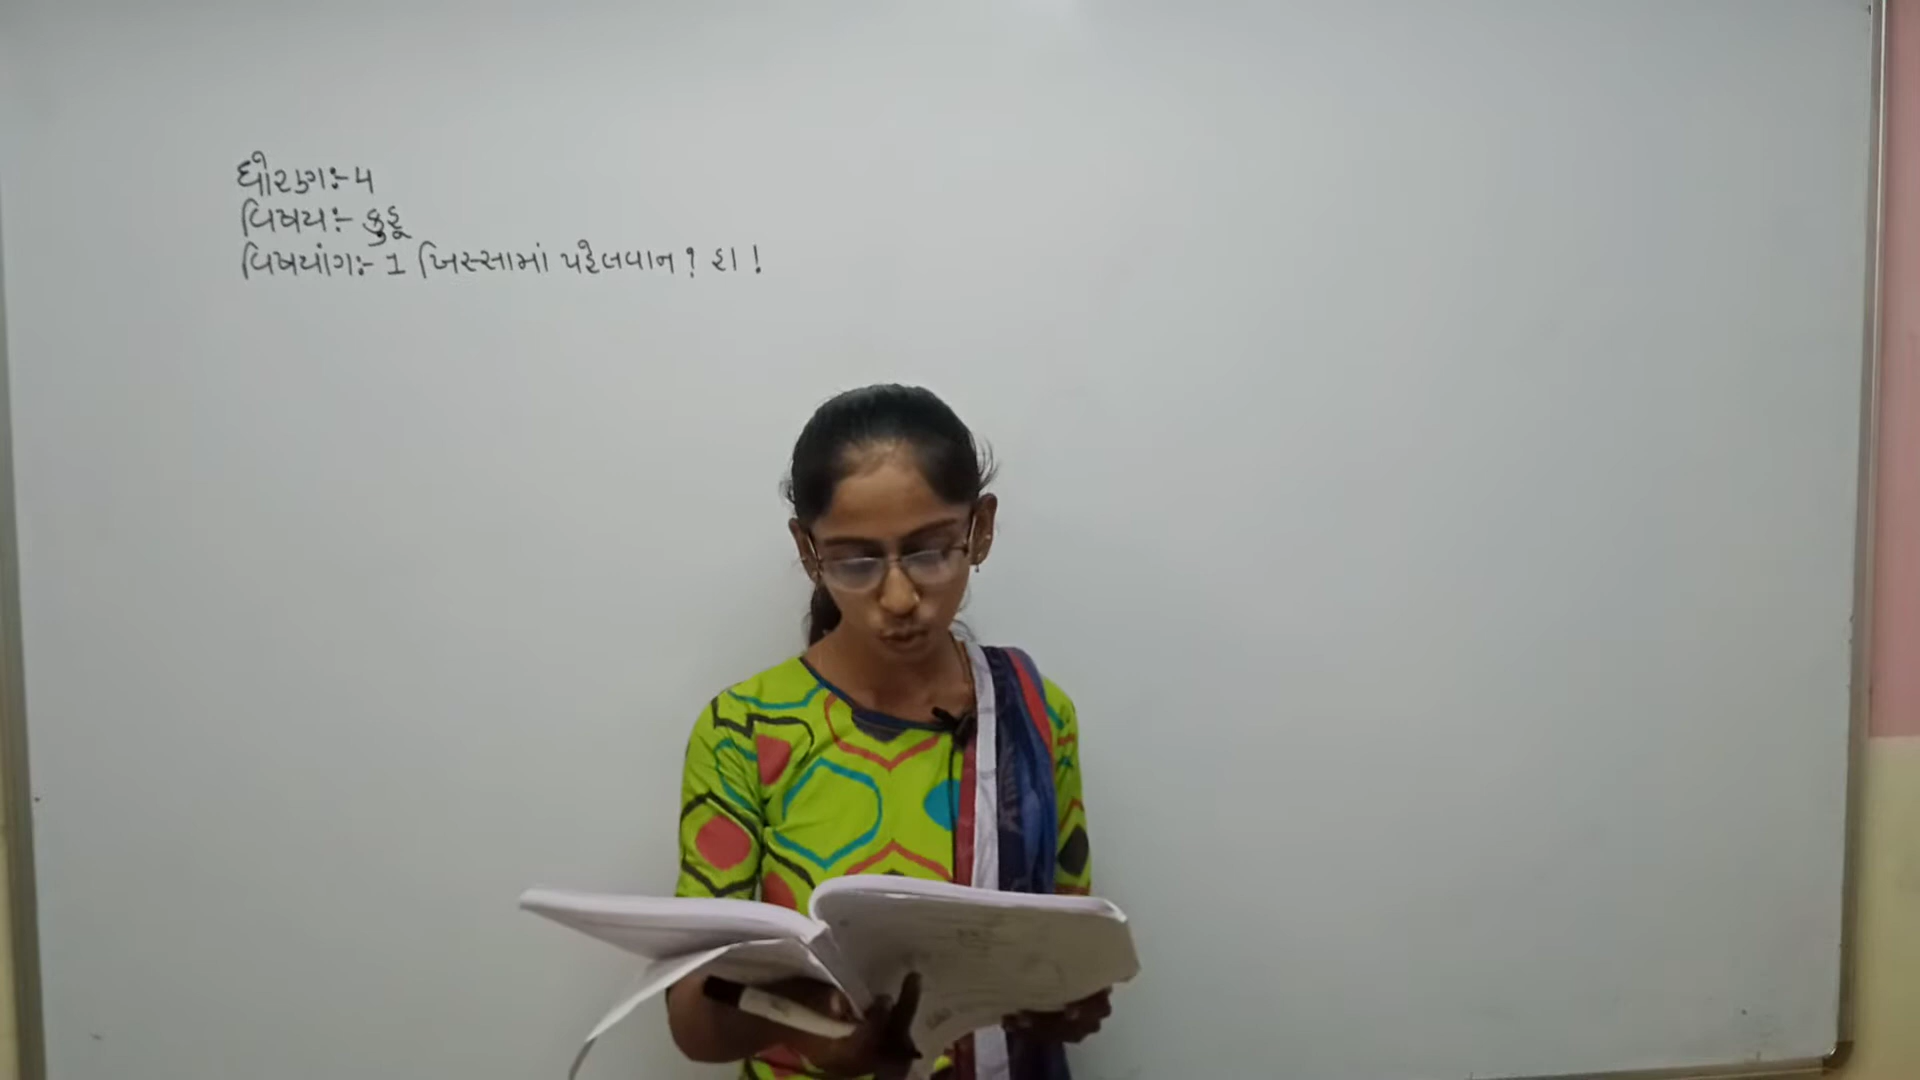 ધોરણ:- ૫
વિષય:- કુહૂ
વિષયાંગ:- 1 ખિસ્સામાં પહેલવાન ? હા !